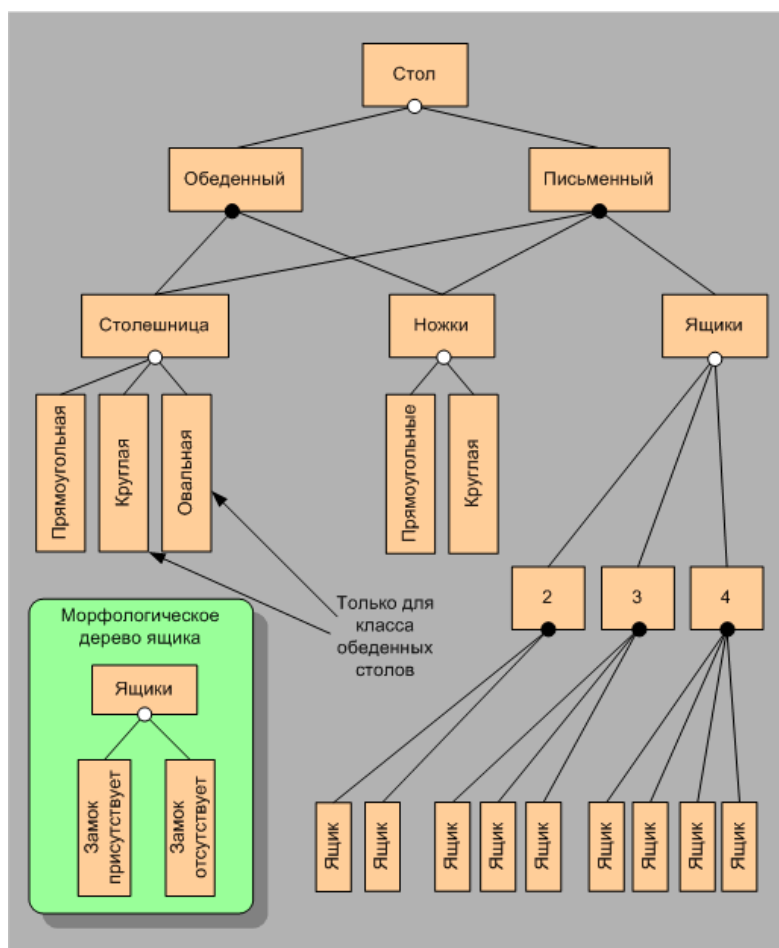 Стол
Обеденный
Письменный
Столешница
Ножки
Ящики
Прямоугольная
Круглая
Овальная
Прямоугольные
Круглая
2
3
4
Только для
класса
обеденных
столов
Морфологическое
дерево ящика
Ящики
Замок
присутствует
Замок
отсутствует
Ящик
Ящик
Ящик
Ящик
Ящик
Ящик
Ящик
Ящик
Ящик